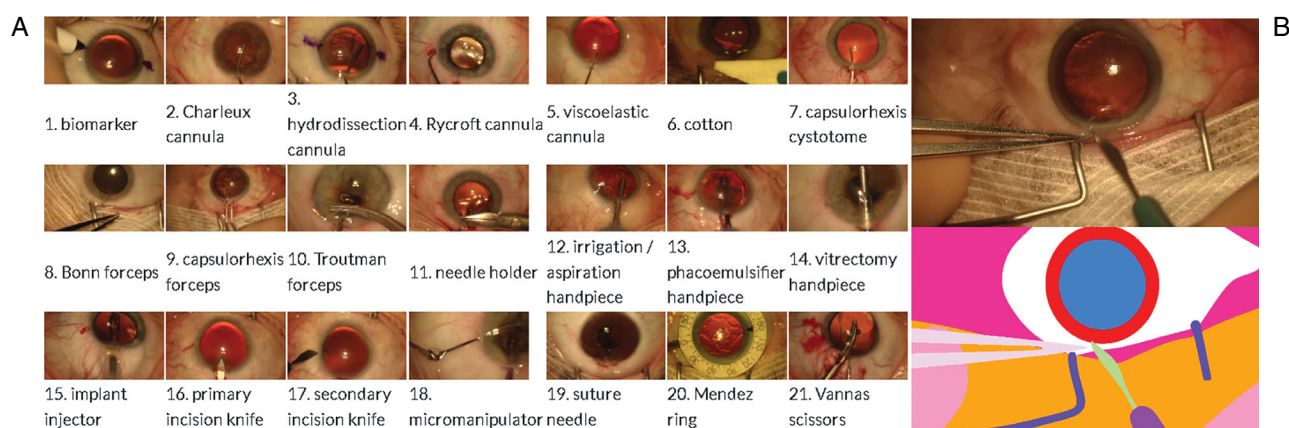 A
B
1. biomarker
2. Charleux
cannula
3.
hydrodissection
cannula
4. Rycroft cannula
5. viscoelastic
cannula
6. cotton
7. capsulorhexis
cystotome
8. Bonn forceps
9. capsulorhexis
forceps
10. Troutman
forceps
11. needle holder
12. irrigation /
aspiration
handpiece
13.
phacoemulsifier
handpiece
14. vitrectomy
handpiece
15. implant
injector
16. primary
incision knife
17. secondary
incision knife
18.
micromanipulator
19. suture
needle
20. Mendez
ring
21. Vannas
scissors